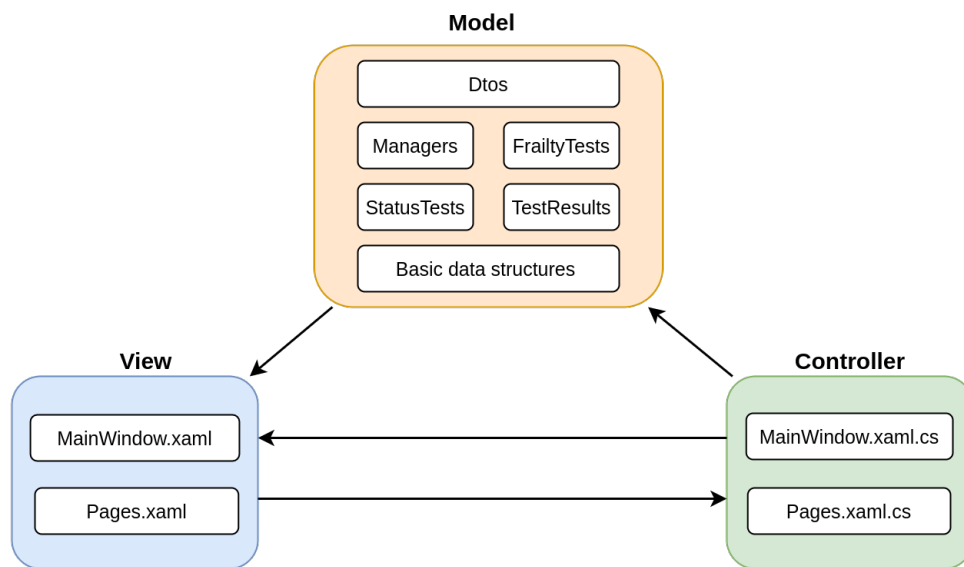 Model
Dtos
Managers
FrailtyTests
StatusTests
TestResults
Basic data structures
View
MainWindow.xaml
Pages.xaml
Controller
MainWindow.xaml.cs
Pages.xaml.cs